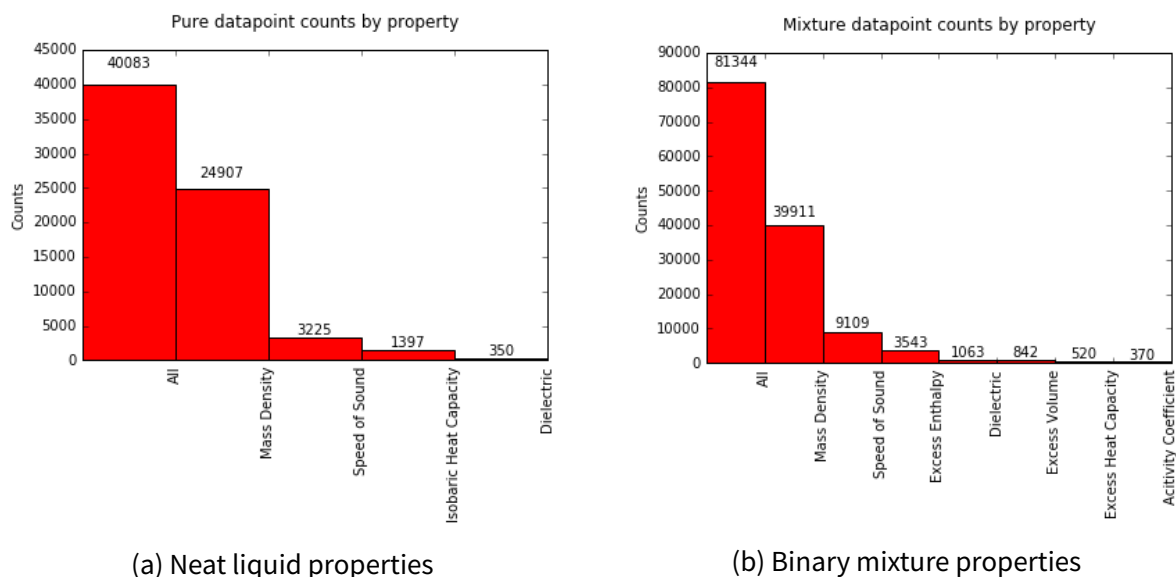 Pure datapoint counts by property
45000
40000
35000
30000
25000
20000
15000
10000
5000
0
Counts
40083
24907
3225
1397
350
All
Mass Density
Speed of Sound
Isobaric Heat Capacity
Dielectric
(a) Neat liquid properties
Mixture datapoint counts by property
90000
80000
70000
60000
50000
40000
30000
20000
10000
0
Counts
81344
39911
9109
3543
1063
842
520
370
All
Mass Density
Speed of Sound
Excess Enthalpy
Dielectric
Excess Volume
Excess Heat Capacity
Acitivity Coefficient
(b) Binary mixture properties